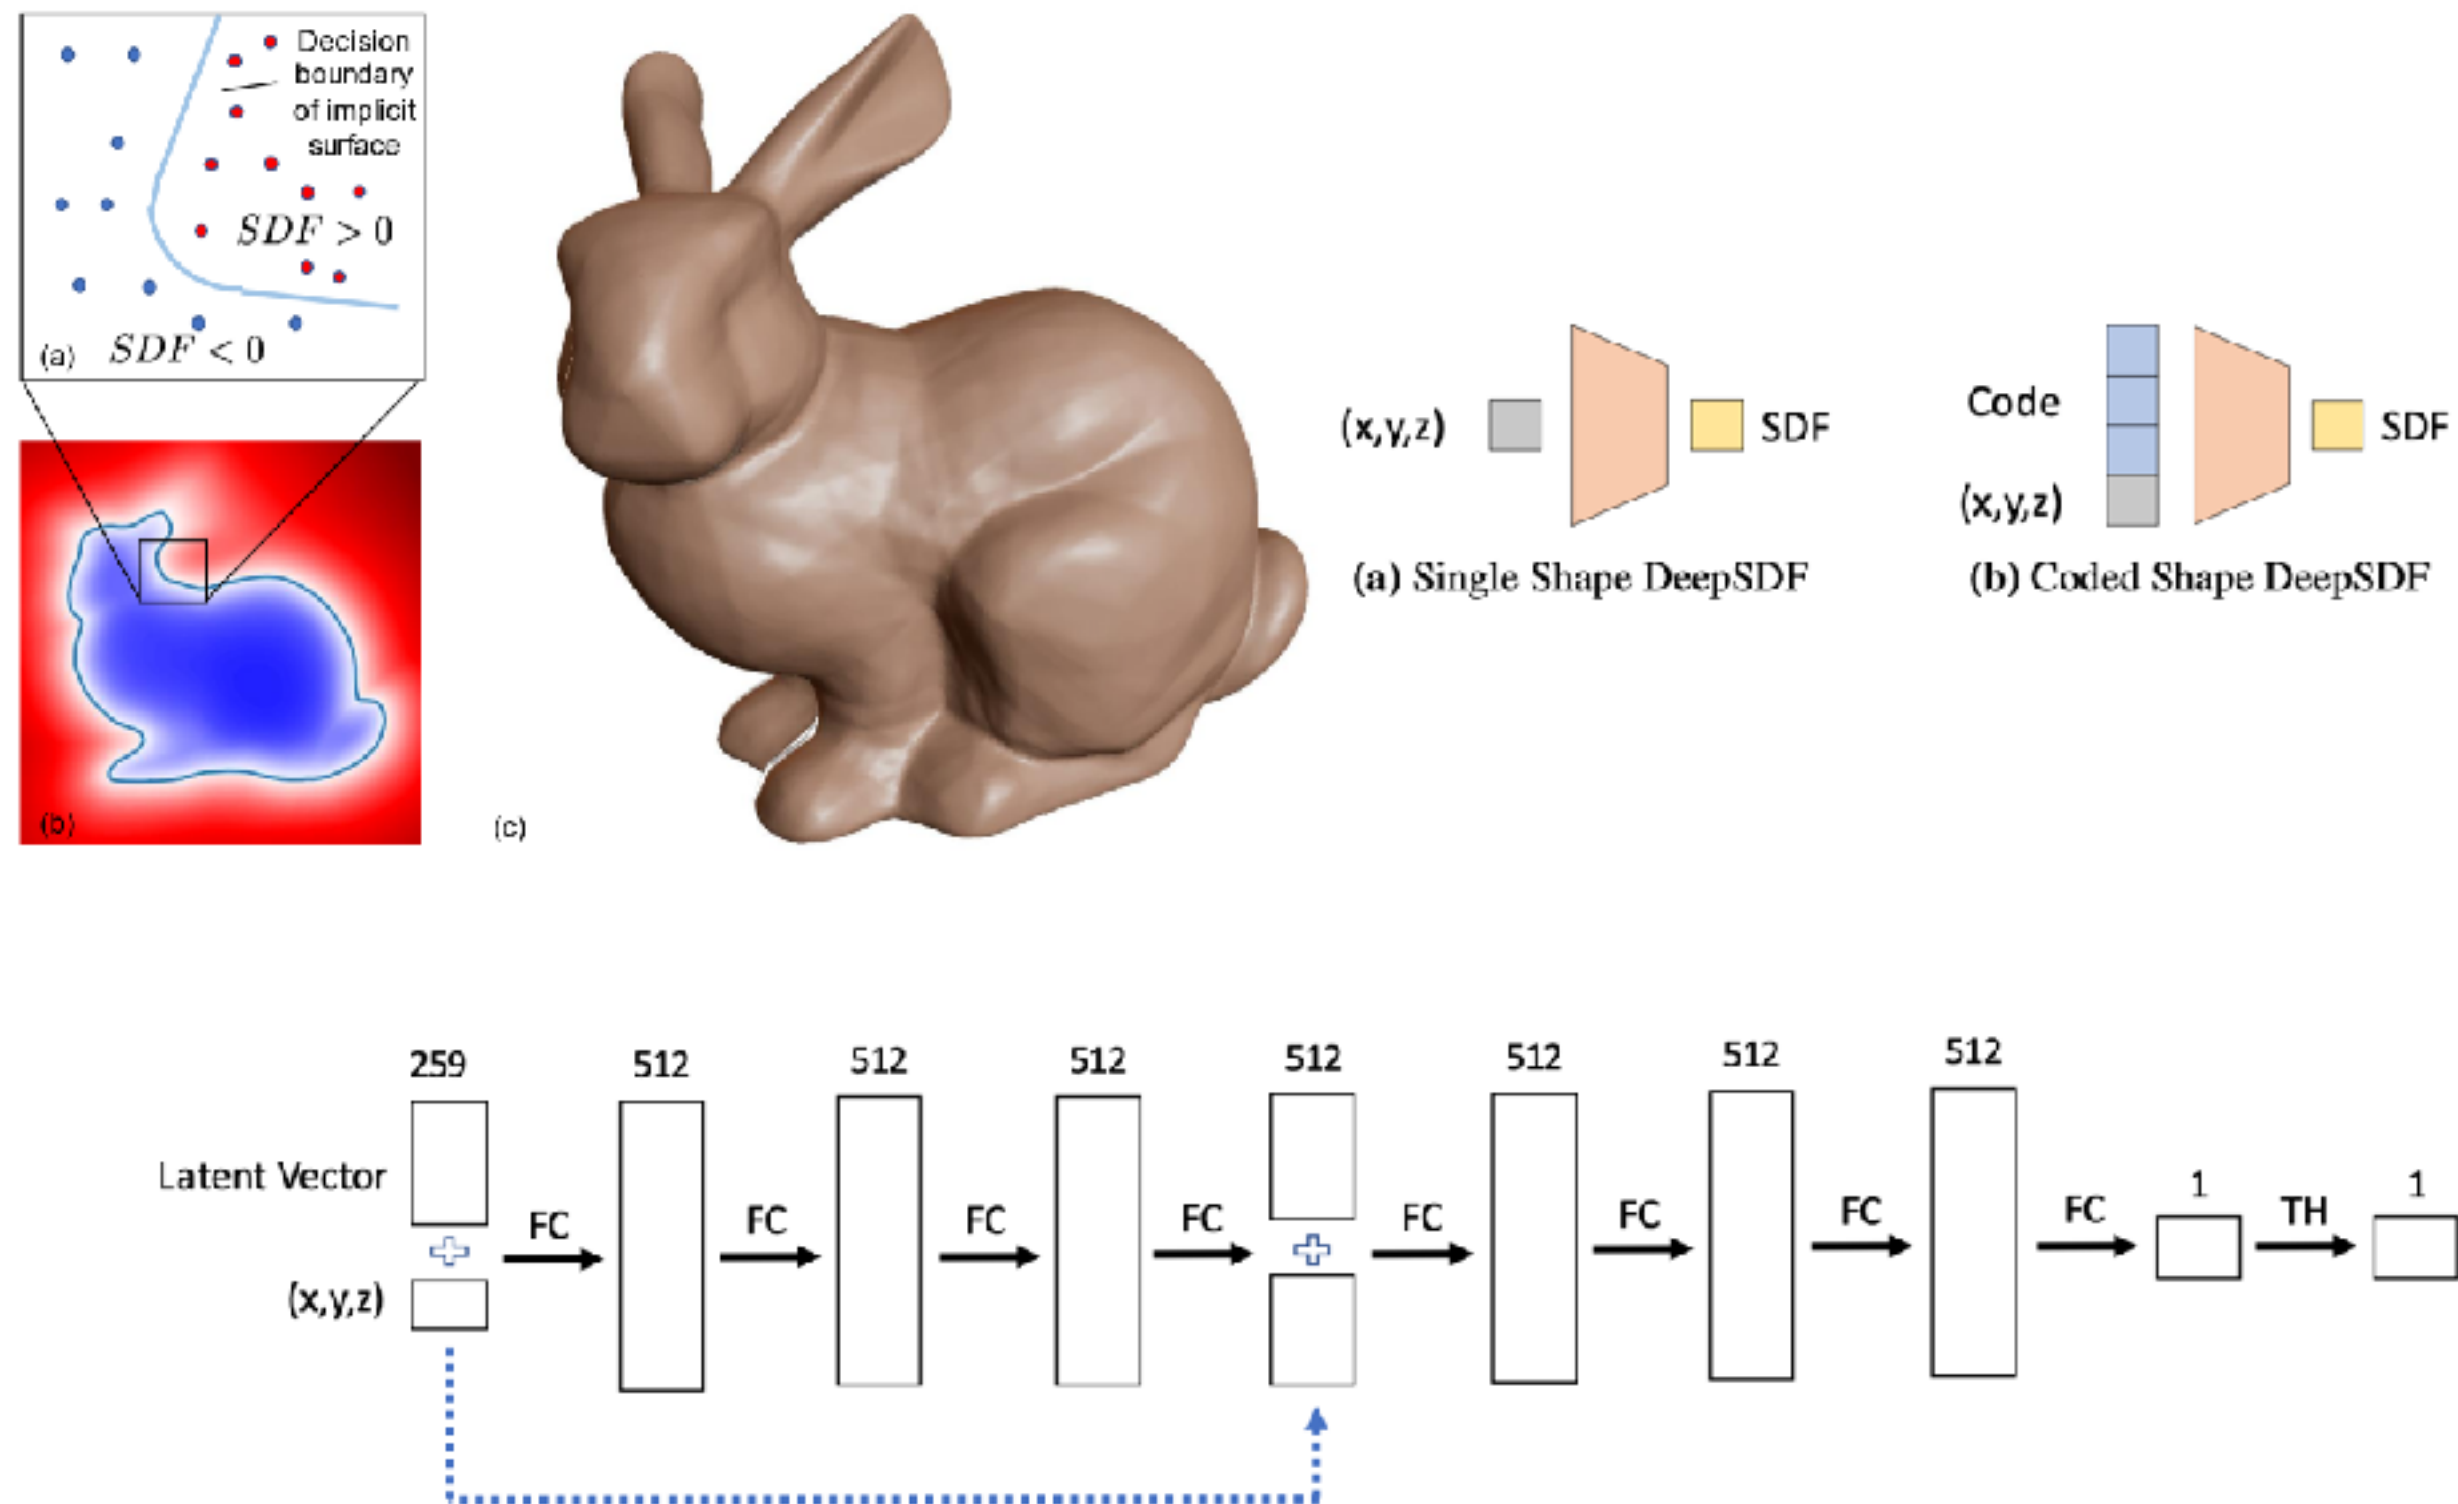 Decision
boundary
of implicit
surface
SDF > 0
(a) SDF < 0
(b)
(c)
(x,y,z) SDF
(a) Single Shape DeepSDF
Code
(x,y,z)
SDF
(b) Coded Shape DeepSDF
259 512 512 512 512 512 512 512
Latent Vector
(x,y,z)
FC FC FC FC FC FC FC FC TH
1 1